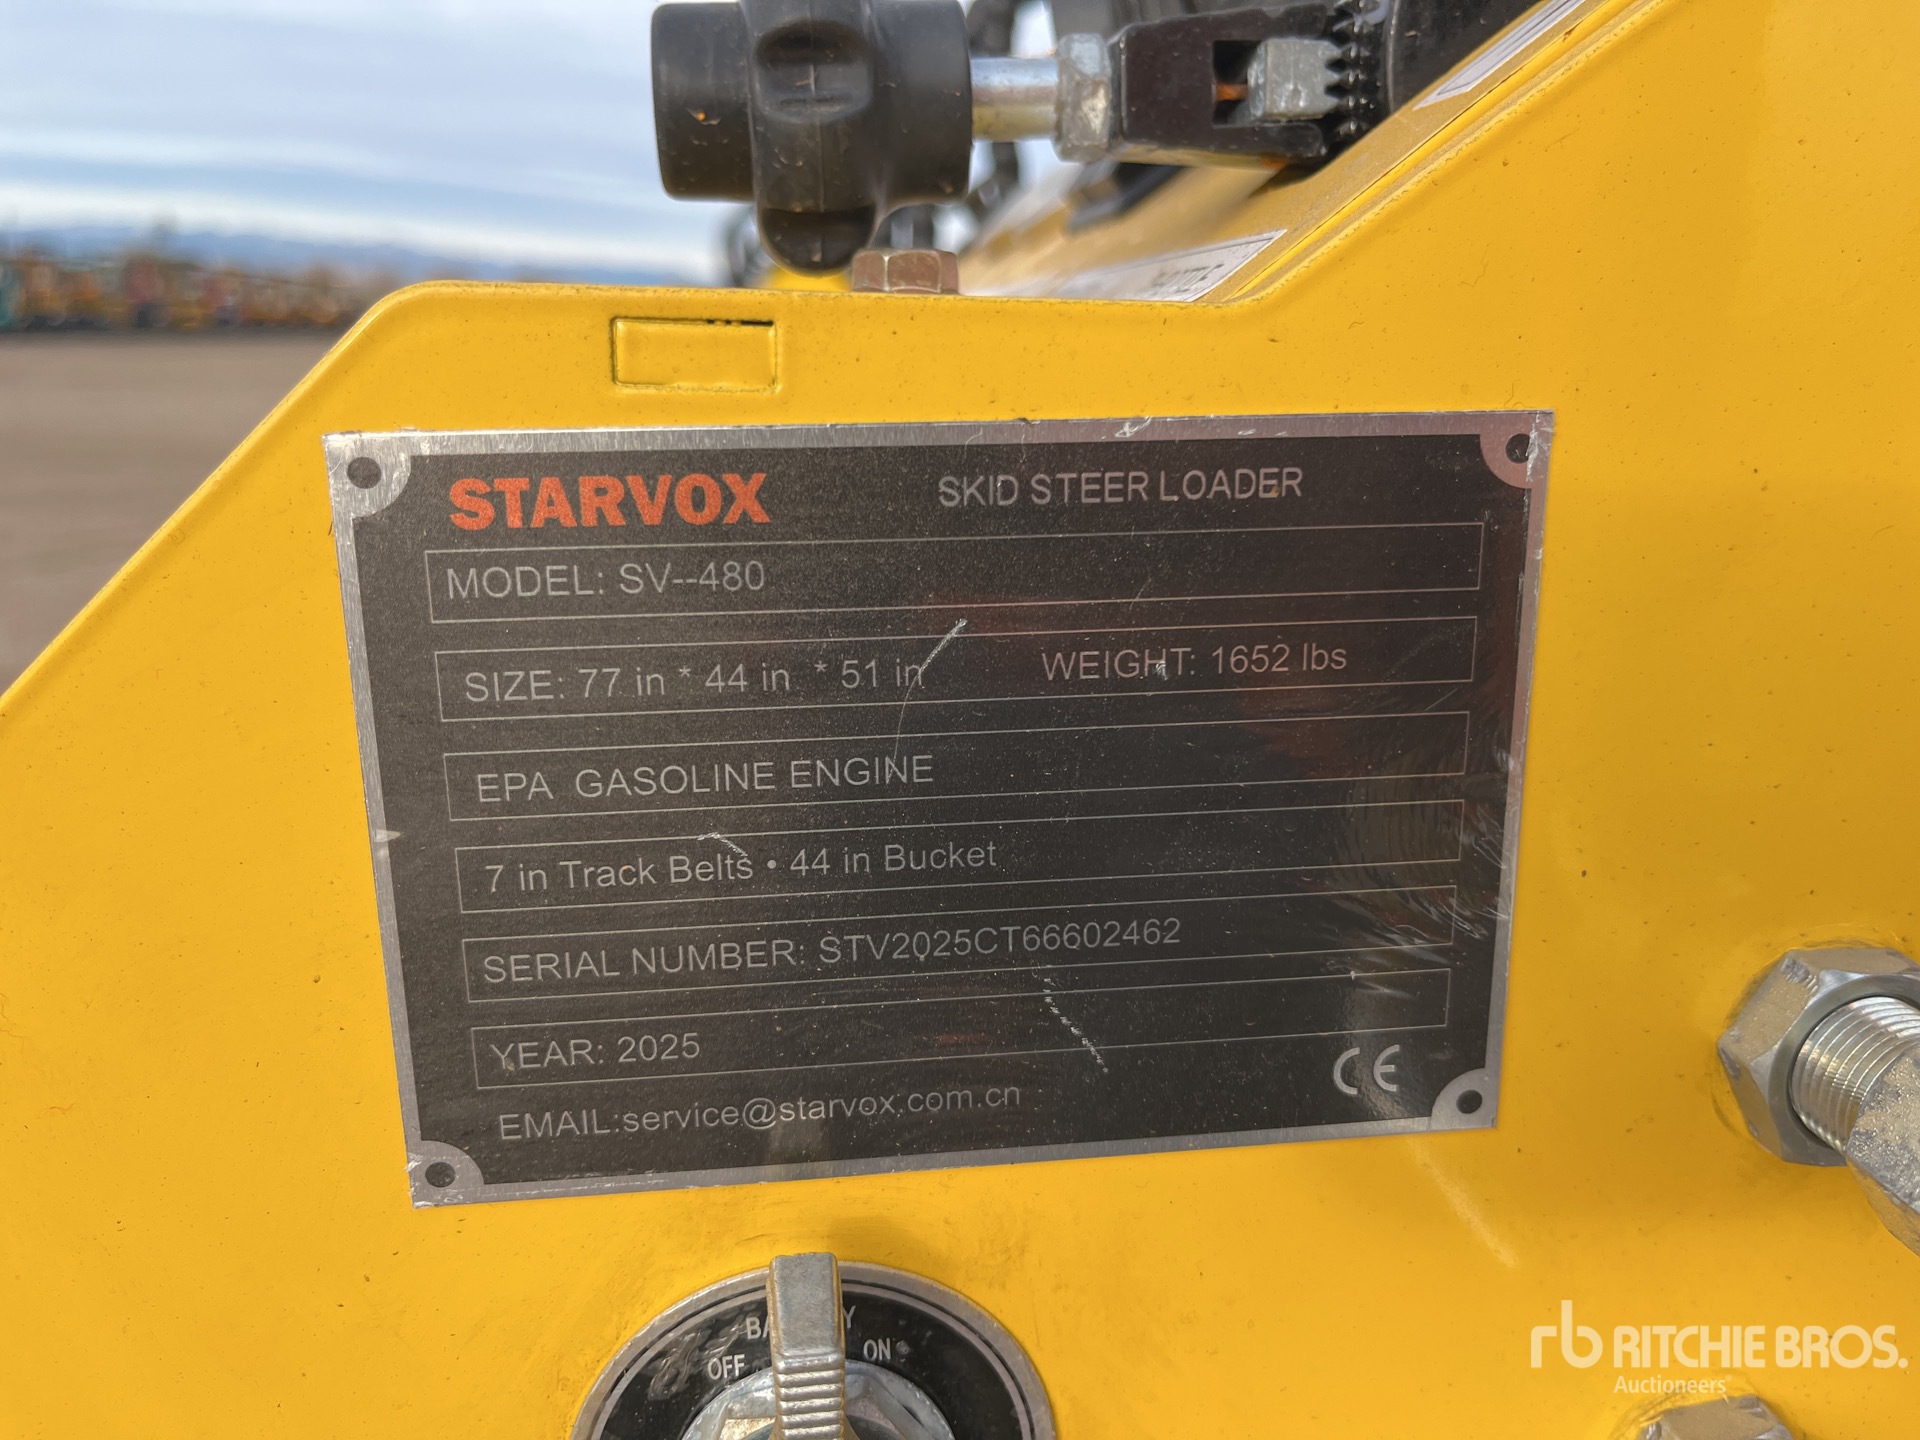 STARVOX SKID STEER LOADER
MODEL: SV--480
SIZE: 77 in * 44 in * 51 in WEIGHT: 1652 lbs
EPA GASOLINE ENGINE
7 in Track Belts • 44 in Bucket
SERIAL NUMBER: STV2025CT66602462
YEAR: 2025
EMAIL:service@starvox.com.cn
CE
OFF ON
rb RITCHIE BROS.
Auctioneers